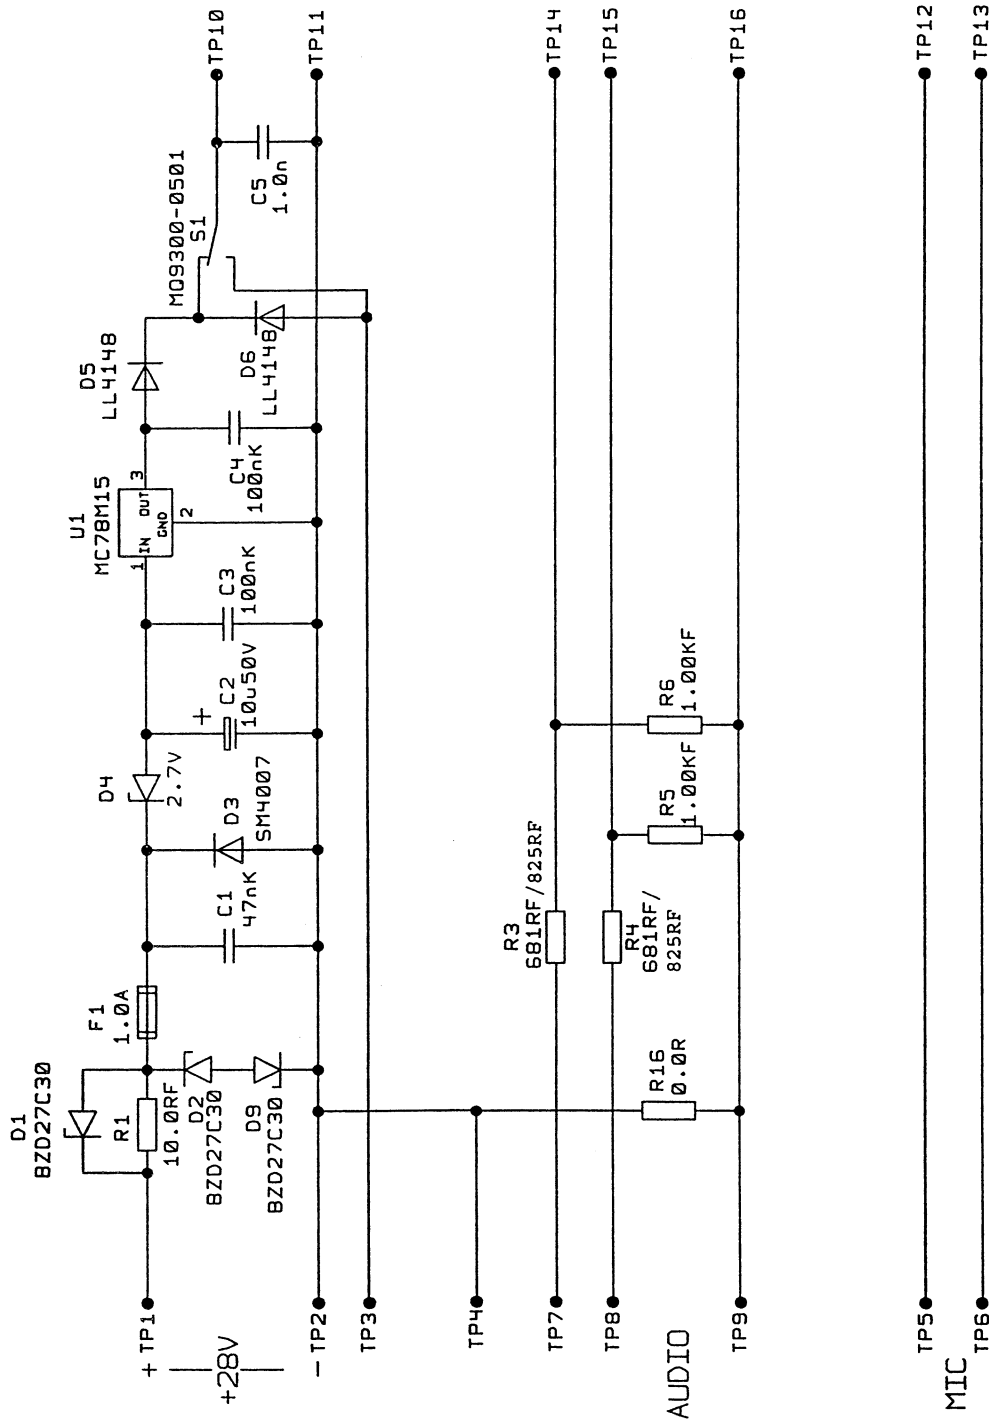 D1
BZD27C30
R1
10.0RF
D2
BZD27C30
D9
BZD27C30
F1
1.0A
C1
47nK
D3
SM4007
D4
2.7V
+
C2
10u50V
C3
100nK
U1
MC78M15
1
IN
OUT
3
GND
2
C4
100nK
D5
LL4148
D6
LL4148
MQ9300-0501
S1
C5
1.0n
TP10
TP11
+
TP1
+28V
-
TP2
TP3
TP4
R16
0.0R
R3
681RF/825RF
R4
681RF/
825RF
R5
1.00KF
R6
1.00KF
TP7
TP8
AUDIO
TP9
TP14
TP15
TP16
TP5
MIC
TP6
TP12
TP13